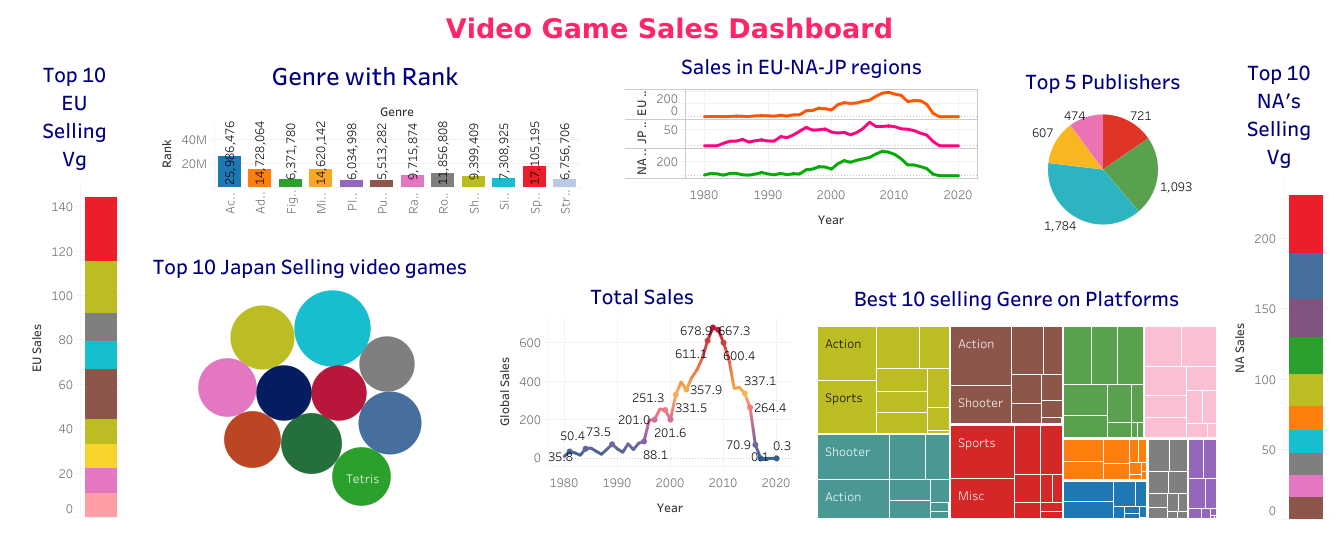 Video Game Sales Dashboard
Top 10
EU
Selling
Vg
EU Sales
140
120
100
80
60
40
20
0
Genre with Rank
Genre
Rank
40M
20M
25,986,476
14,728,064
6,371,780
14,620,142
6,034,998
5,513,282
9,715,874
11,856,808
9,399,409
7,308,925
17,105,195
6,756,706
Ac..
Ad..
Fig..
Mi..
Pl..
Pu..
Ra..
Ro..
Sh..
Si..
Sp..
Str..
Sales in EU-NA-JP regions
EU ..
200
0
JP ..
50
NA ..
200
1980
1990
2000
2010
2020
Year
Top 5 Publishers
474
721
607
1,093
1,784
Top 10
NA’s
Selling
Vg
NA Sales
200
150
100
50
0
Top 10 Japan Selling video games
Tetris
Total Sales
Global Sales
600
400
200
0
35.8
50.4
73.5
88.1
201.0
251.3
201.6
331.5
357.9
611.1
678.9
667.3
600.4
337.1
264.4
70.9
0.1
0.3
1980
1990
2000
2010
2020
Year
Best 10 selling Genre on Platforms
Action
Sports
Shooter
Action
Action
Shooter
Sports
Misc